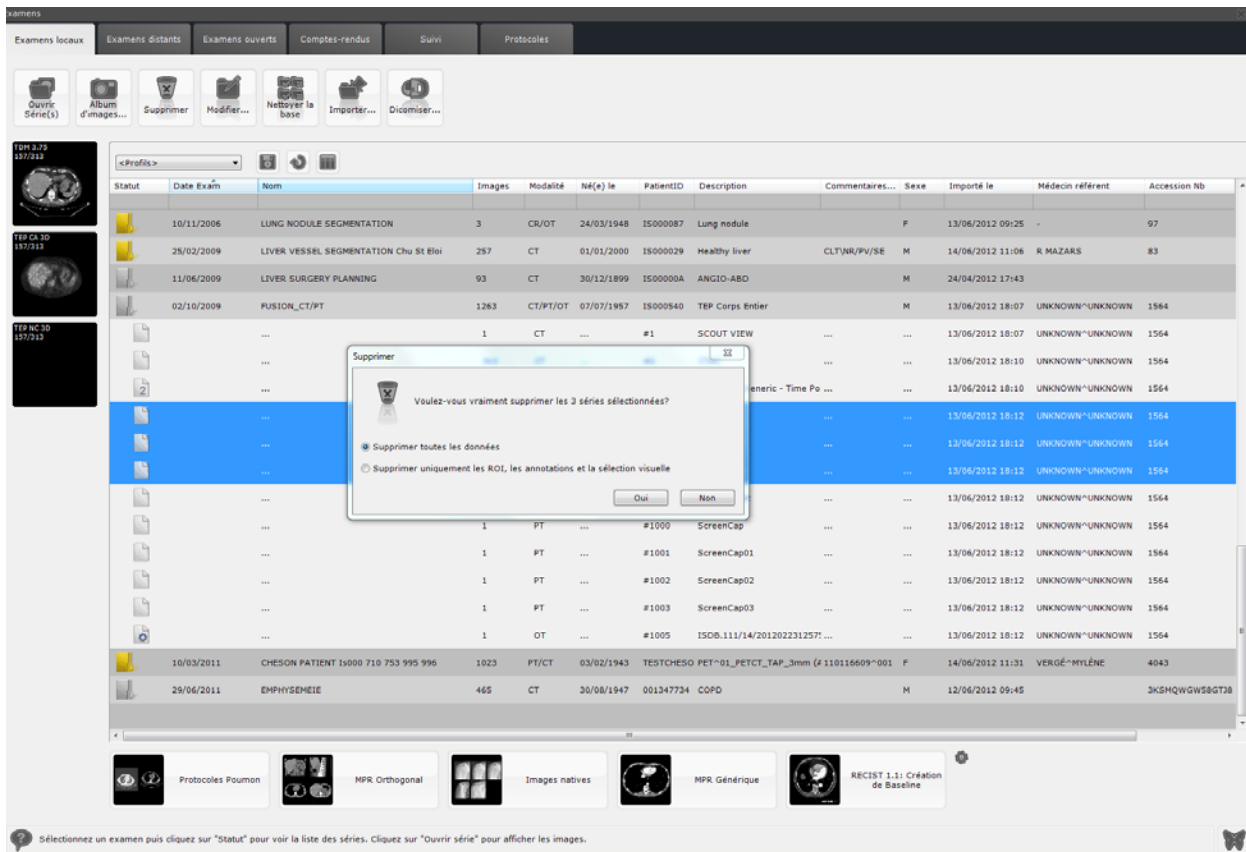 xamens
Examens locaux Examens distants Examens ouverts Comptes-rendus Suivi Protocoles
Ouvrir Série(s)
Album d'images...
Supprimer
Modifier...
Nettoyer la base
Importer...
Dicomiser...
TDM 3.75
157/313
TEP CA 3D
157/313
TEP NC 3D
157/313
<Profils>
Statut Date Exam Nom Images Modalité Né(e) le PatientID Description Commentaires... Sexe Importé le Médecin référent Accession Nb
10/11/2006 LUNG NODULE SEGMENTATION 3 CR/OT 24/03/1948 IS000087 Lung nodule F 13/06/2012 09:25 - 97
25/02/2009 LIVER VESSEL SEGMENTATION Chu St Eloi 257 CT 01/01/2000 IS000029 Healthy liver CLT\NR/PV/SE M 14/06/2012 11:06 R MAZARS 83
11/06/2009 LIVER SURGERY PLANNING 93 CT 30/12/1899 IS00000A ANGIO-ABD M 24/04/2012 17:43
02/10/2009 FUSION_CT/PT 1263 CT/PT/OT 07/07/1957 IS000540 TEP Corps Entier M 13/06/2012 18:07 UNKNOWN^UNKNOWN 1564
... 1 CT ... #1 SCOUT VIEW ... ... 13/06/2012 18:07 UNKNOWN^UNKNOWN 1564
... ... ... 13/06/2012 18:10 UNKNOWN^UNKNOWN 1564
2 ... eneric - Time Po ... ... 13/06/2012 18:10 UNKNOWN^UNKNOWN 1564
... ... ... 13/06/2012 18:12 UNKNOWN^UNKNOWN 1564
... ... ... 13/06/2012 18:12 UNKNOWN^UNKNOWN 1564
... ... ... 13/06/2012 18:12 UNKNOWN^UNKNOWN 1564
... ... ... 13/06/2012 18:12 UNKNOWN^UNKNOWN 1564
... 1 PT ... #1000 ScreenCap ... ... 13/06/2012 18:12 UNKNOWN^UNKNOWN 1564
... 1 PT ... #1001 ScreenCap01 ... ... 13/06/2012 18:12 UNKNOWN^UNKNOWN 1564
... 1 PT ... #1002 ScreenCap02 ... ... 13/06/2012 18:12 UNKNOWN^UNKNOWN 1564
... 1 PT ... #1003 ScreenCap03 ... ... 13/06/2012 18:12 UNKNOWN^UNKNOWN 1564
... 1 OT ... #1005 ISDB.111/14/201202231257! ... ... 13/06/2012 18:12 UNKNOWN^UNKNOWN 1564
10/03/2011 CHESON PATIENT Is000 710 753 995 996 1023 PT/CT 03/02/1943 TESTCHESO PET^01_PETCT_TAP_3mm (A 110116609^001 F 14/06/2012 11:31 VERGÉ^MYLÈNE 4043
29/06/2011 EMPHYSEMEIE 465 CT 30/08/1947 001347734 COPD M 12/06/2012 09:45 3KSMQWGWS8GT38
Supprimer
Voulez-vous vraiment supprimer les 3 séries sélectionnées?
Supprimer toutes les données
Supprimer uniquement les ROI, les annotations et la sélection visuelle
Oui Non
Protocoles Poumon
MPR Orthogonal
Images natives
MPR Générique
RECIST 1.1: Création
de Baseline
Sélectionnez un examen puis cliquez sur "Statut" pour voir la liste des séries. Cliquez sur "Ouvrir série" pour afficher les images.